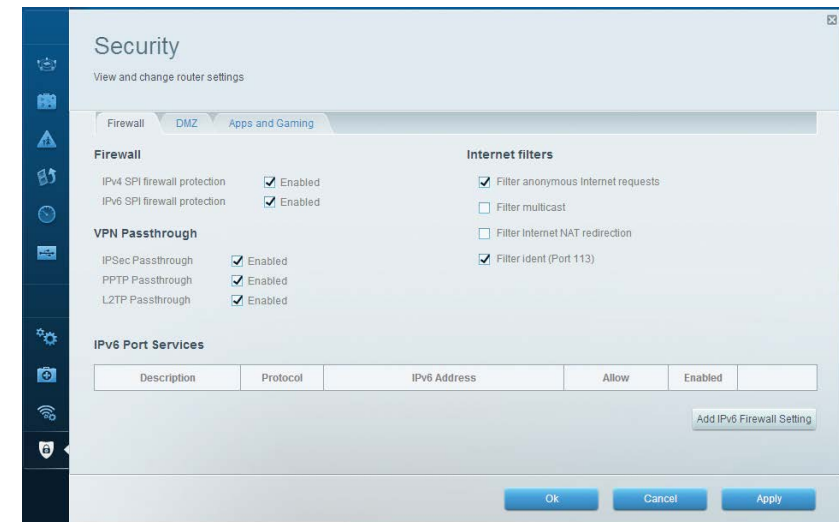 Security
View and change router settings
Firewall DMZ Apps and Gaming
Firewall
IPv4 SPI firewall protection Enabled
IPv6 SPI firewall protection Enabled
VPN Passthrough
IPSec Passthrough Enabled
PPTP Passthrough Enabled
L2TP Passthrough Enabled
Internet filters
Filter anonymous Internet requests
Filter multicast
Filter Internet NAT redirection
Filter ident (Port 113)
IPv6 Port Services
Description Protocol IPv6 Address Allow Enabled
Add IPv6 Firewall Setting
Ok Cancel Apply